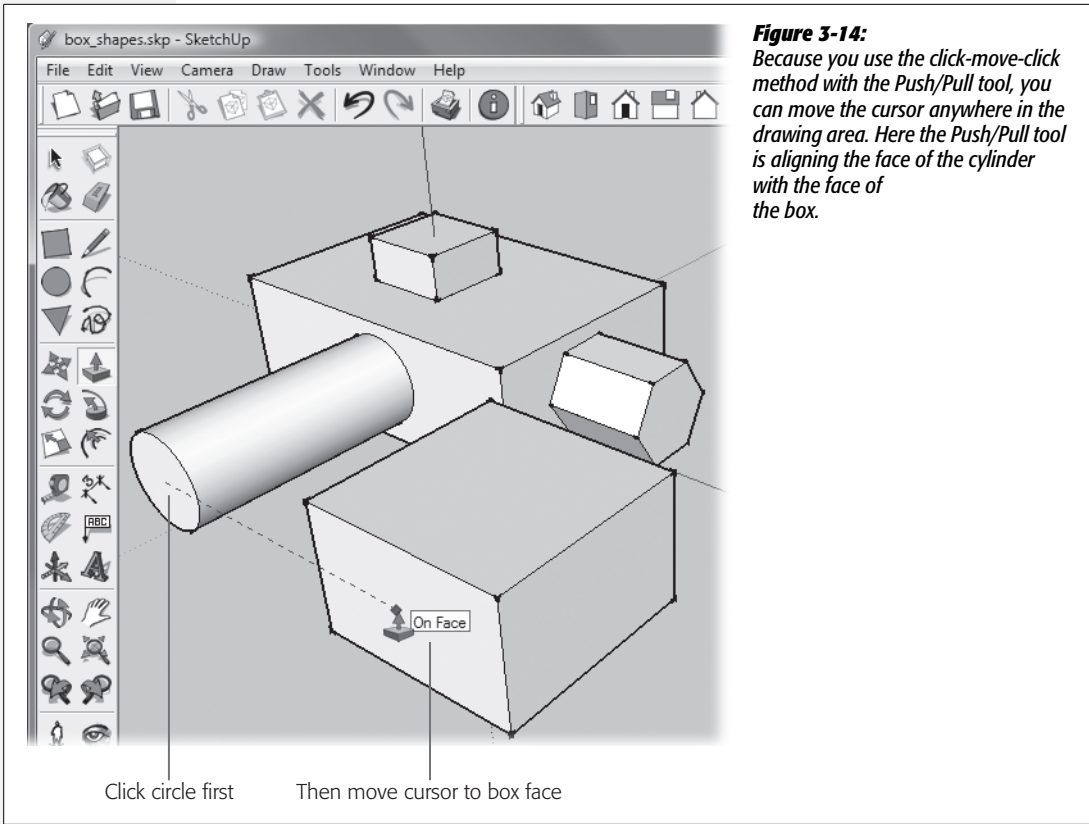 box_shapes.skp - SketchUp
File Edit View Camera Draw Tools Window Help
ABC
On Face
Click circle first
Then move cursor to box face
Figure 3-14:
Because you use the click-move-click
method with the Push/Pull tool, you
can move the cursor anywhere in the
drawing area. Here the Push/Pull tool
is aligning the face of the cylinder
with the face of
the box.